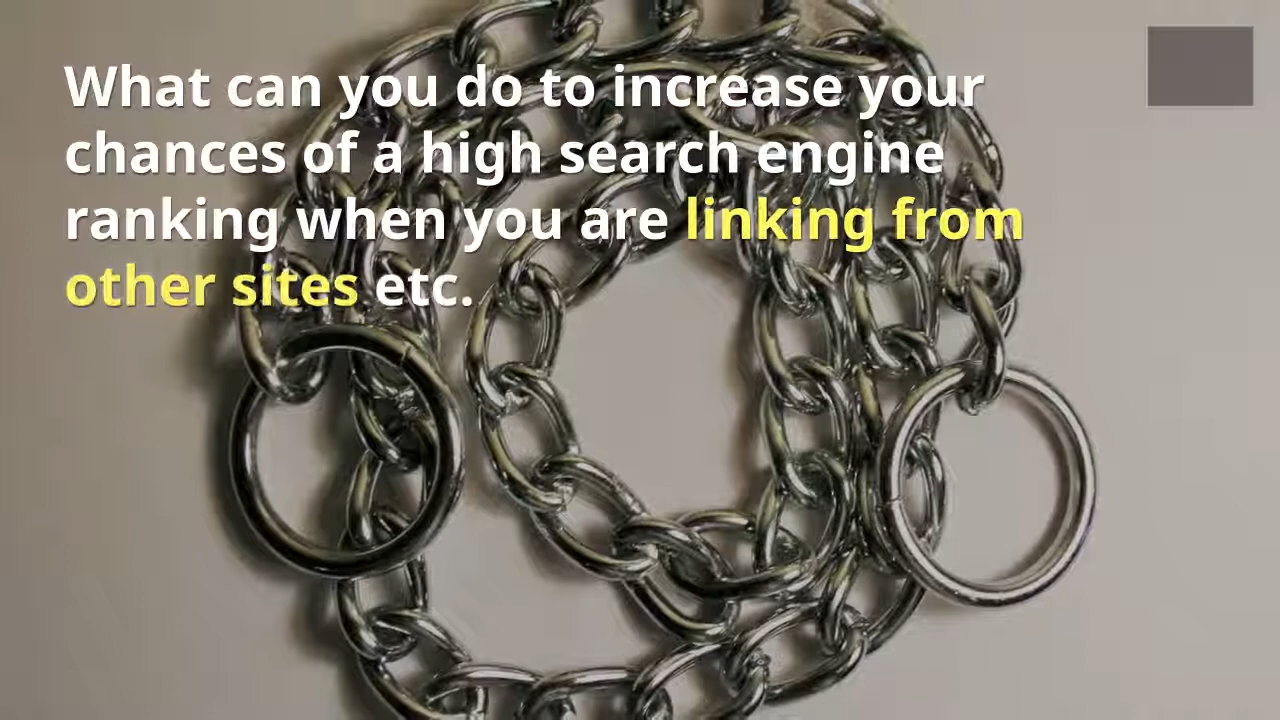 What can you do to increase your
chances of a high search engine
ranking when you are linking from
other sites etc.